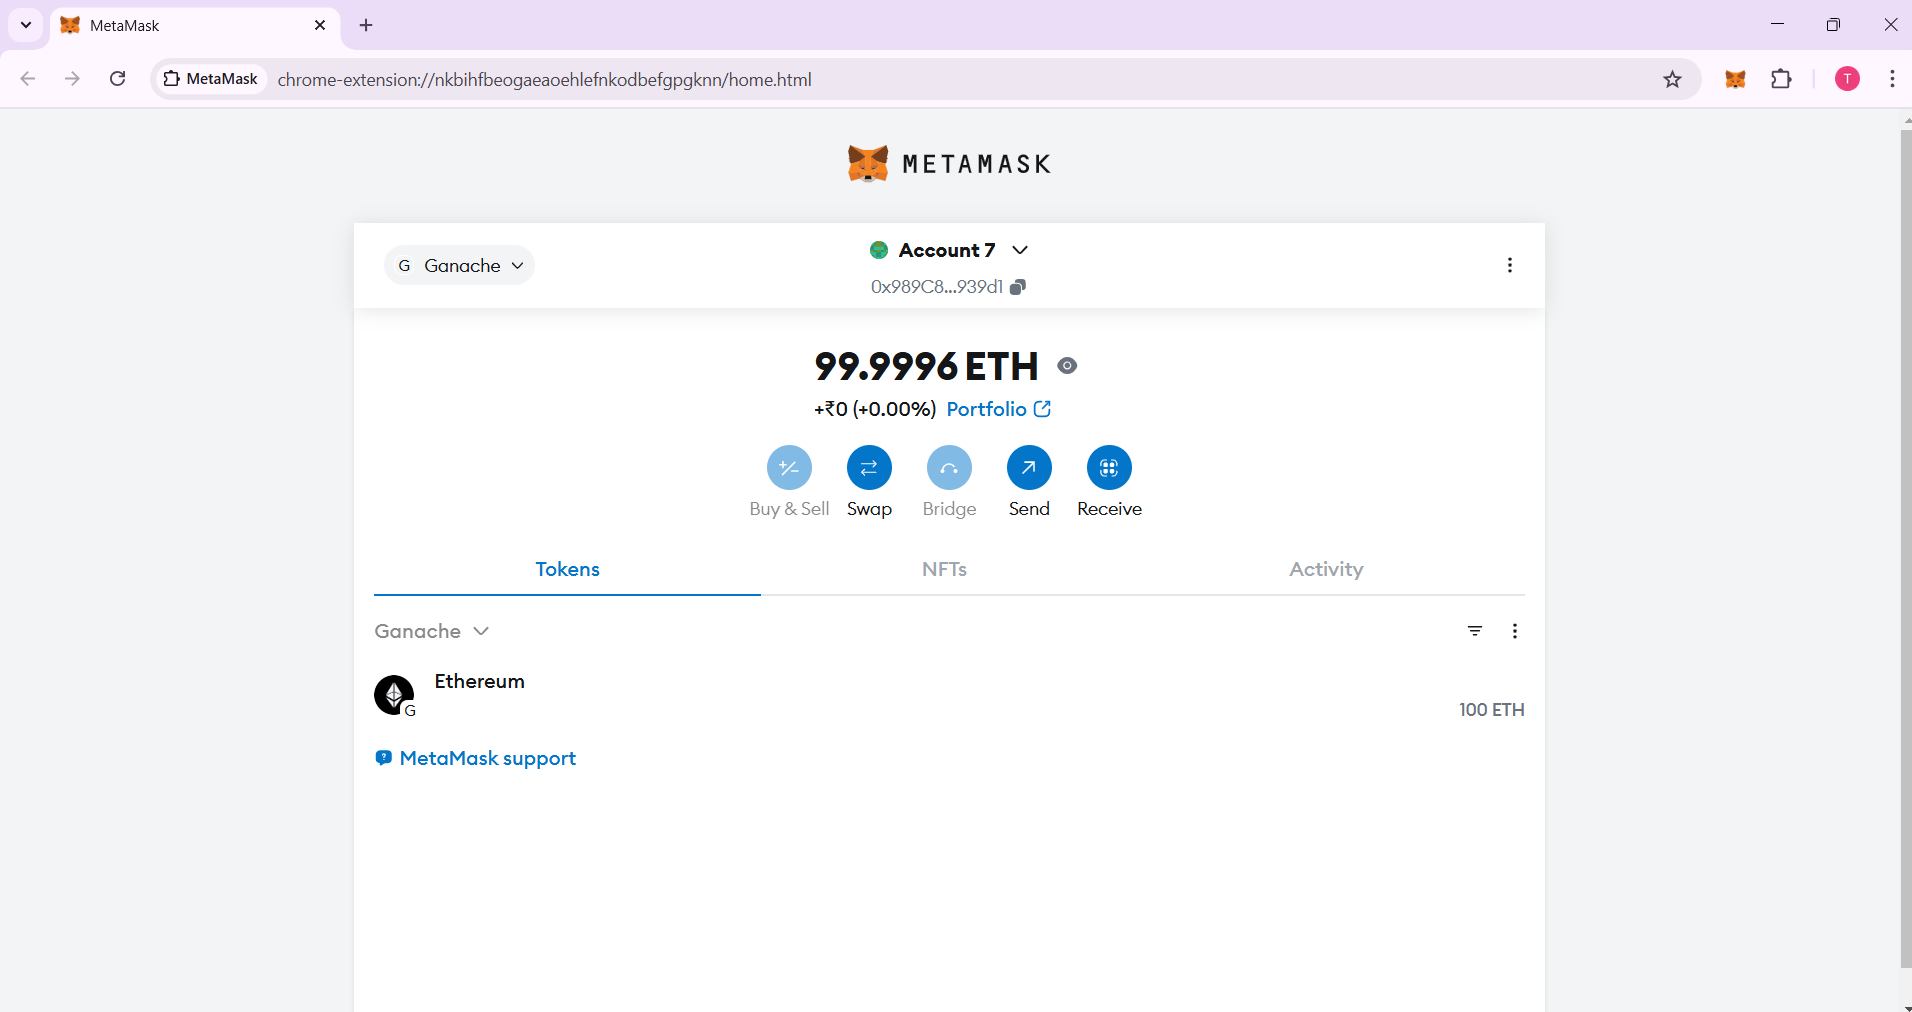 MetaMask
MetaMask chrome-extension://nkbihfbeogaeaoehlefnkodbefgpgknn/home.html T
METAMASK
G Ganache
Account 7
0x989C8...939d1
99.9996 ETH
+₹0 (+0.00%) Portfolio
Buy & Sell Swap Bridge Send Receive
Tokens NFTs Activity
Ganache
Ethereum
G
100 ETH
MetaMask support